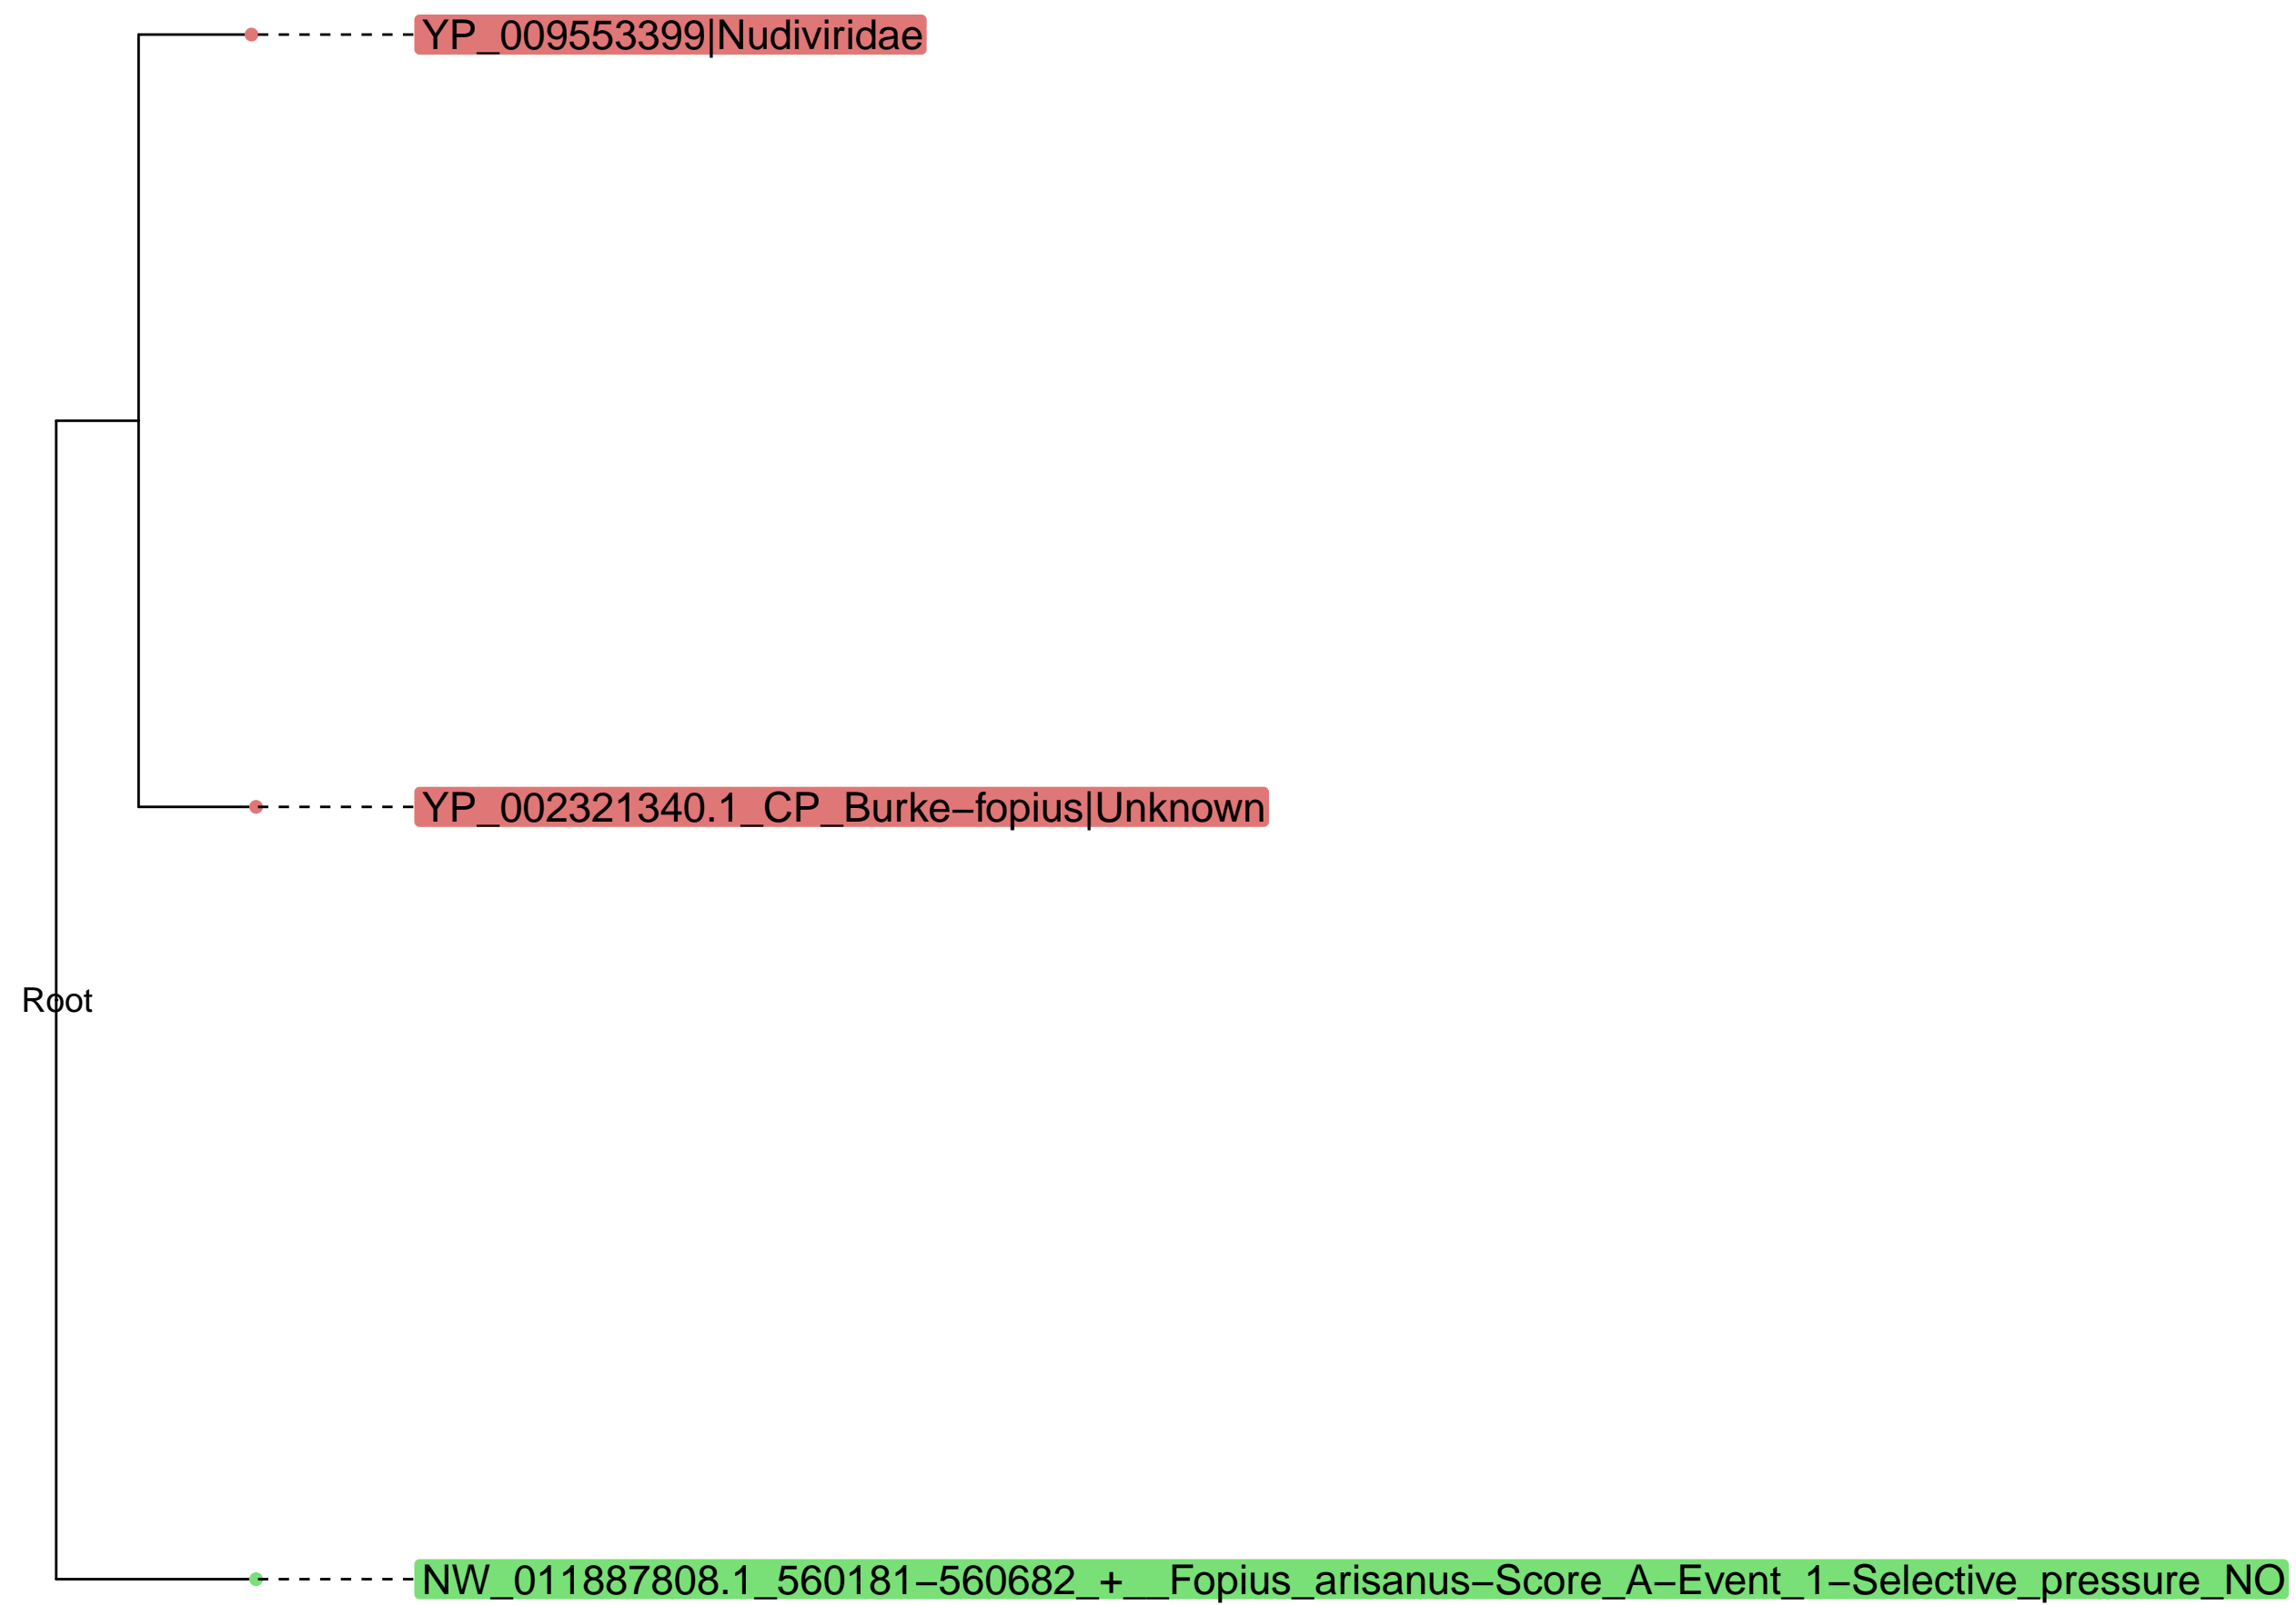 YP_009553399|Nudiviridae
YP_002321340.1_CP_Burke−fopius|Unknown
Root
NW_011887808.1_560181−560682_+__Fopius_arisanus−Score_A−Event_1−Selective_pressure_NO